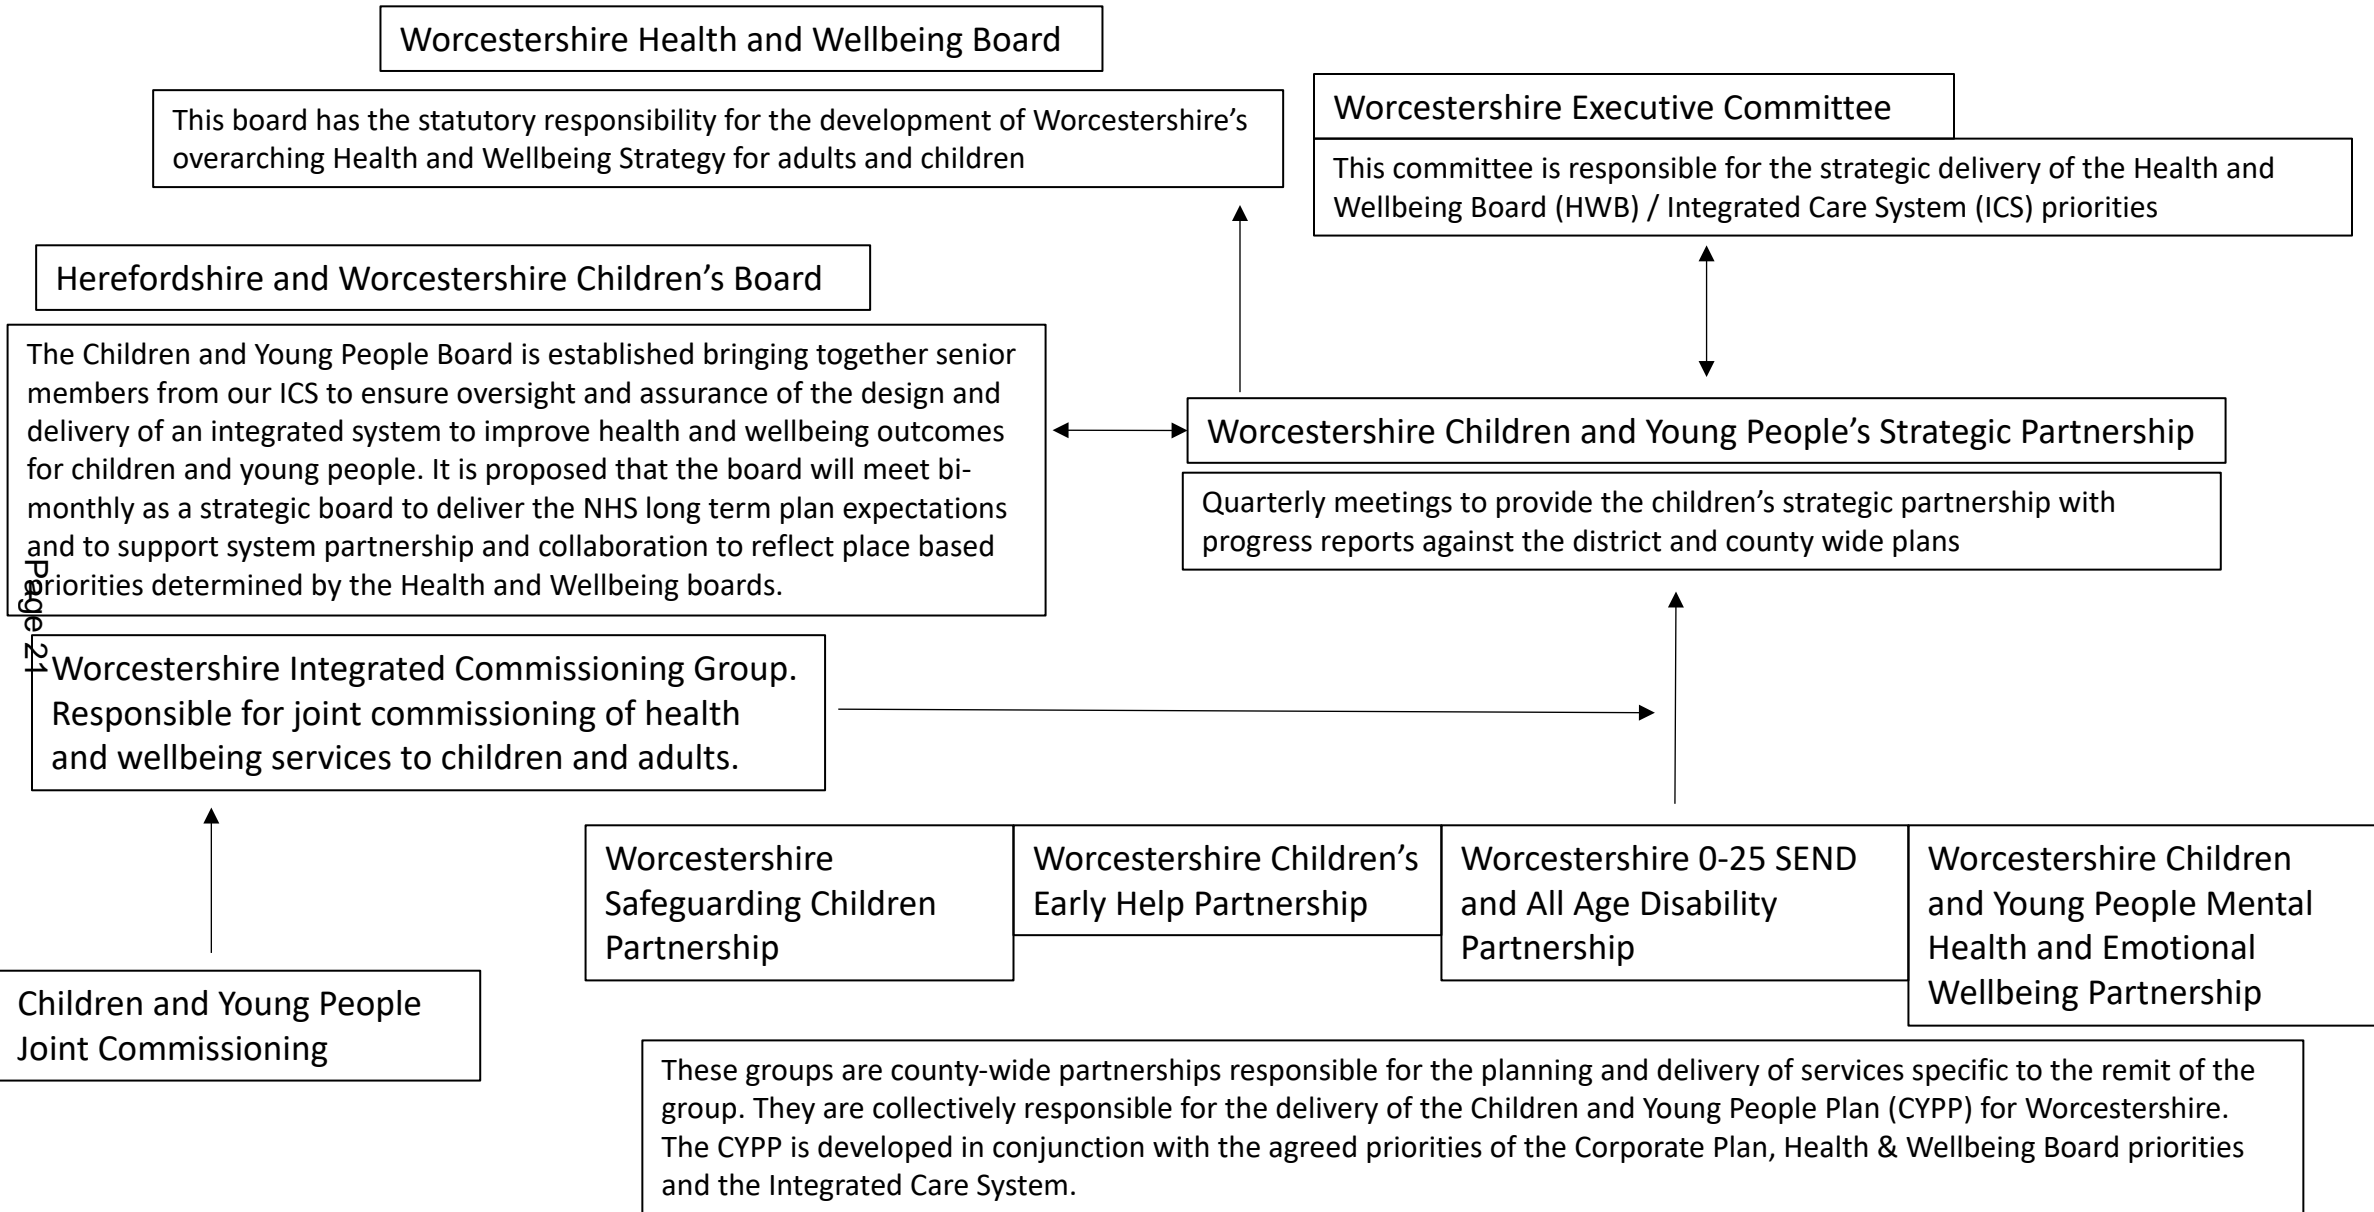 Worcestershire Health and Wellbeing Board
This board has the statutory responsibility for the development of Worcestershire’s
overarching Health and Wellbeing Strategy for adults and children
Worcestershire Executive Committee
This committee is responsible for the strategic delivery of the Health and
Wellbeing Board (HWB) / Integrated Care System (ICS) priorities
Herefordshire and Worcestershire Children’s Board
The Children and Young People Board is established bringing together senior
members from our ICS to ensure oversight and assurance of the design and
delivery of an integrated system to improve health and wellbeing outcomes
for children and young people. It is proposed that the board will meet bi-
monthly as a strategic board to deliver the NHS long term plan expectations
and to support system partnership and collaboration to reflect place based
priorities determined by the Health and Wellbeing boards.
Worcestershire Children and Young People’s Strategic Partnership
Quarterly meetings to provide the children’s strategic partnership with
progress reports against the district and county wide plans
Page 21
Worcestershire Integrated Commissioning Group.
Responsible for joint commissioning of health
and wellbeing services to children and adults.
Children and Young People
Joint Commissioning
Worcestershire
Safeguarding Children
Partnership
Worcestershire Children’s
Early Help Partnership
Worcestershire 0-25 SEND
and All Age Disability
Partnership
Worcestershire Children
and Young People Mental
Health and Emotional
Wellbeing Partnership
These groups are county-wide partnerships responsible for the planning and delivery of services specific to the remit of the
group. They are collectively responsible for the delivery of the Children and Young People Plan (CYPP) for Worcestershire.
The CYPP is developed in conjunction with the agreed priorities of the Corporate Plan, Health & Wellbeing Board priorities
and the Integrated Care System.